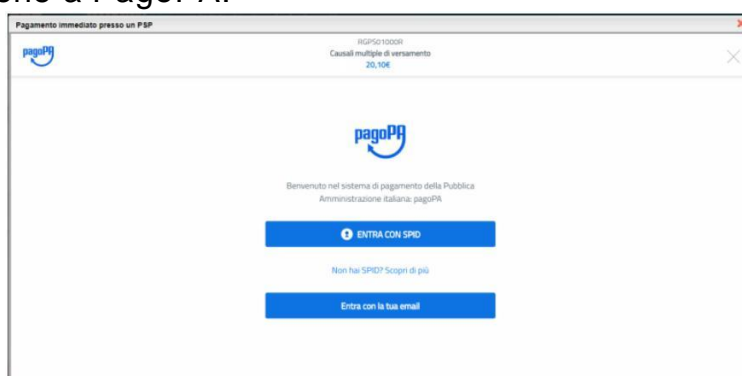 a PagoPA.
Pagamento immediato presso un PSP
pagoPA
RGPS01000R
Causali multiple di versamento
20,10€
pagoPA
Benvenuto nel sistema di pagamento della Pubblica
Amministrazione italiana: pagoPA
ENTRA CON SPID
Non hai SPID? Scopri di più
Entra con la tua email